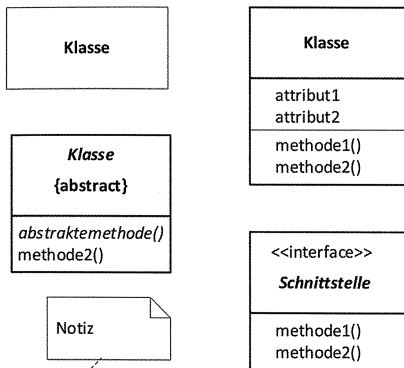 Klasse
Klasse
attribut1
attribut2
methode1()
methode2()
Klasse
{abstract}
abstraktemethode()
methode2()
<<interface>>
Schnittstelle
methode1()
methode2()
Notiz